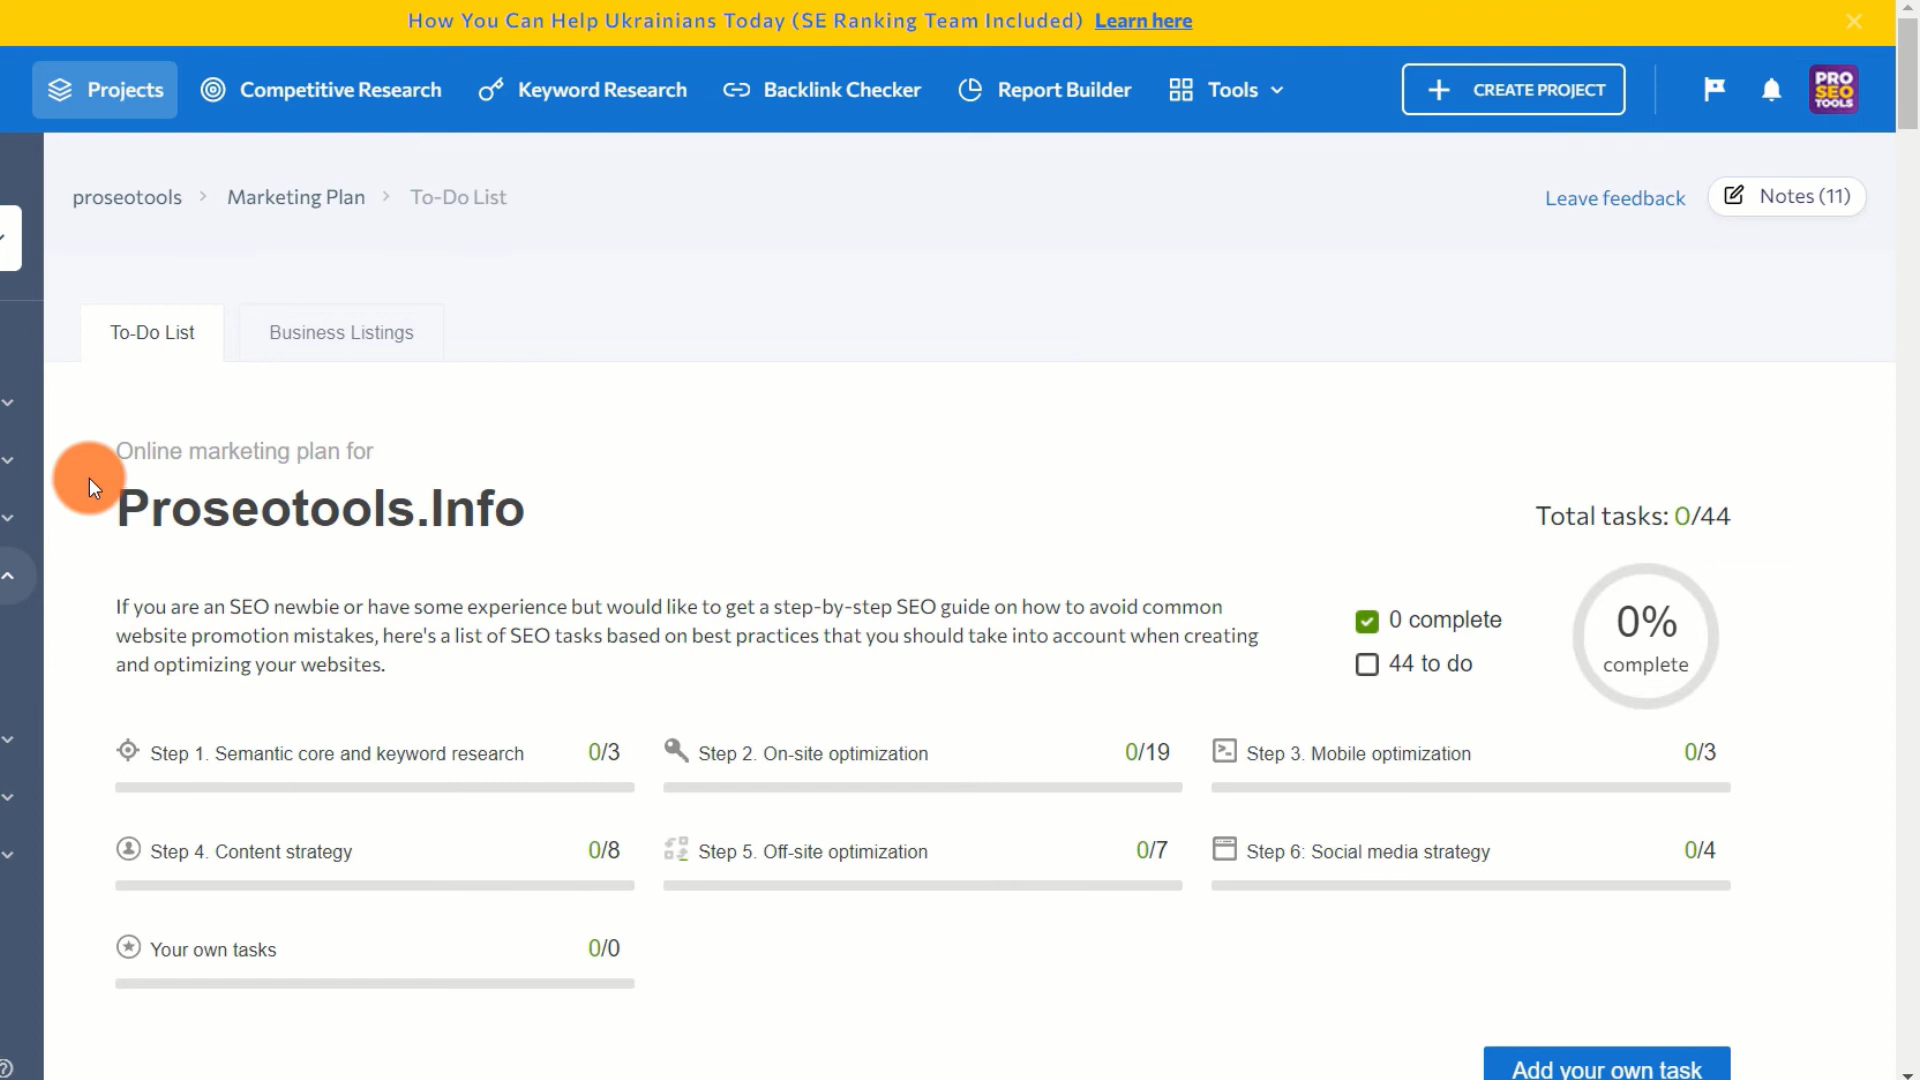 How You Can Help Ukrainians Today (SE Ranking Team Included) Learn here
Projects Competitive Research Keyword Research Backlink Checker Report Builder Tools CREATE PROJECT PRO SEO TOOLS
proseotools > Marketing Plan > To-Do List Leave feedback Notes (11)
To-Do List Business Listings
Online marketing plan for
Proseotools.Info
Total tasks: 0/44
If you are an SEO newbie or have some experience but would like to get a step-by-step SEO guide on how to avoid common
website promotion mistakes, here's a list of SEO tasks based on best practices that you should take into account when creating
and optimizing your websites.
0 complete
44 to do
0%
complete
Step 1. Semantic core and keyword research 0/3 Step 2. On-site optimization 0/19 Step 3. Mobile optimization 0/3
Step 4. Content strategy 0/8 Step 5. Off-site optimization 0/7 Step 6: Social media strategy 0/4
Your own tasks 0/0
Add your own task